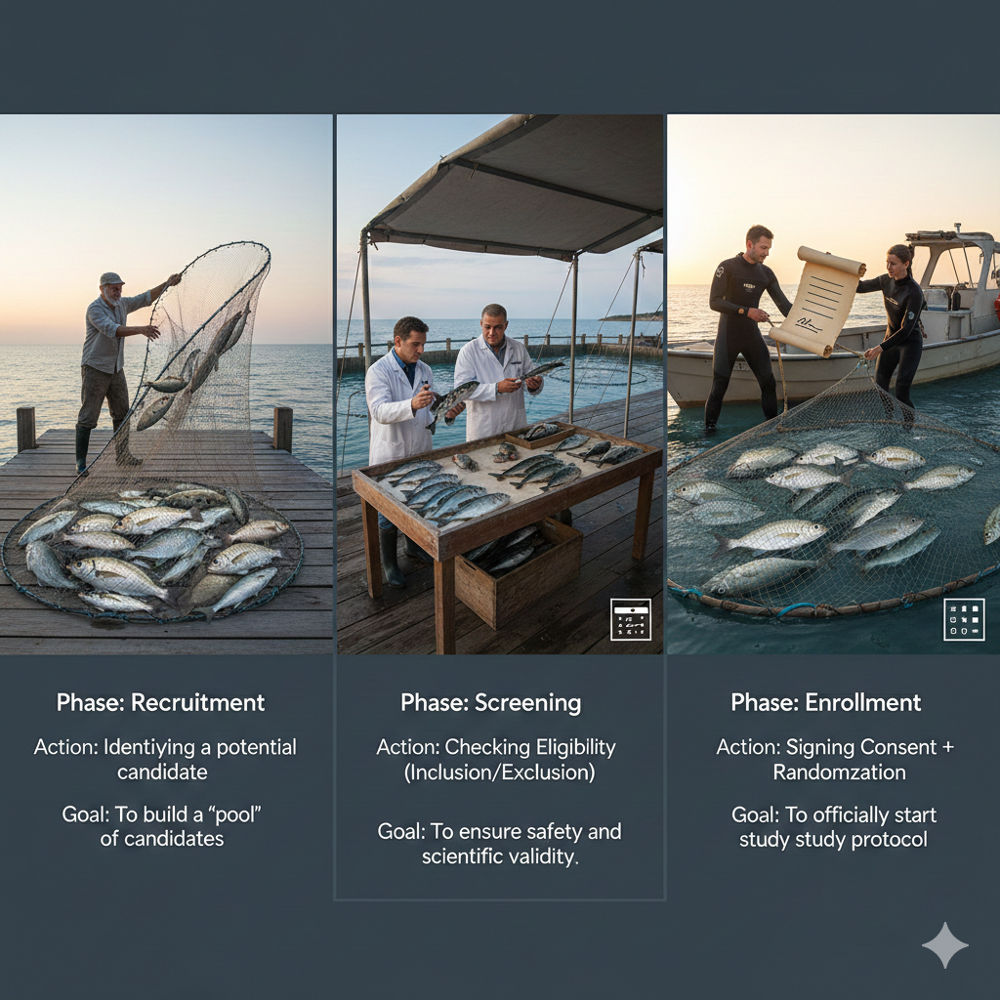 Phase: Recruitment
Action: Identiying a potential
candidate
Goal: To build a “pool”
of candidates
Phase: Screening
Action: Checking Eligibility
(Inclusion/Exclusion)
Goal: To ensure safety and
scientific validity.
Phase: Enrollment
Action: Signing Consent +
Randomzation
Goal: To officially start
study study protocol